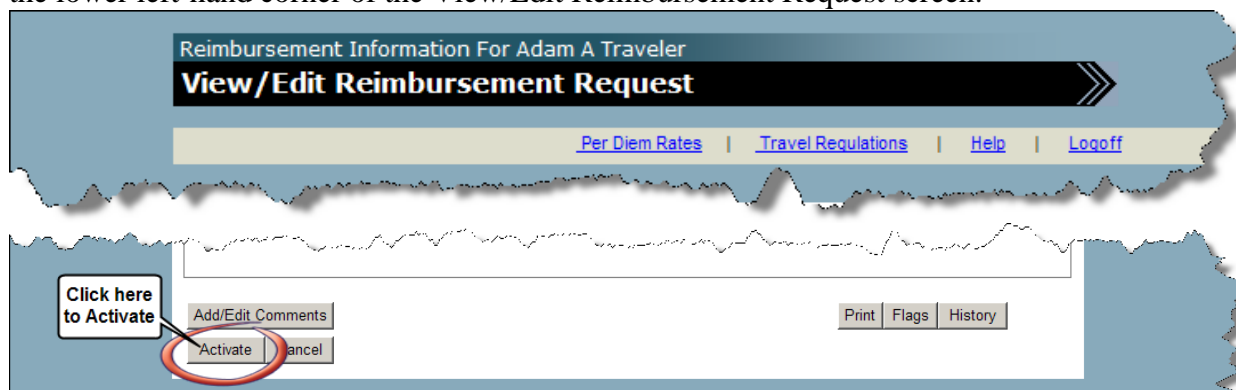 the lower left-hand corner of the View/Edit Reimbursement Request screen.
Reimbursement Information For Adam A Traveler
View/Edit Reimbursement Request
Per Diem Rates | Travel Regulations | Help | Logoff
Click here
to Activate
Add/Edit Comments
Print Flags History
Activate ancel